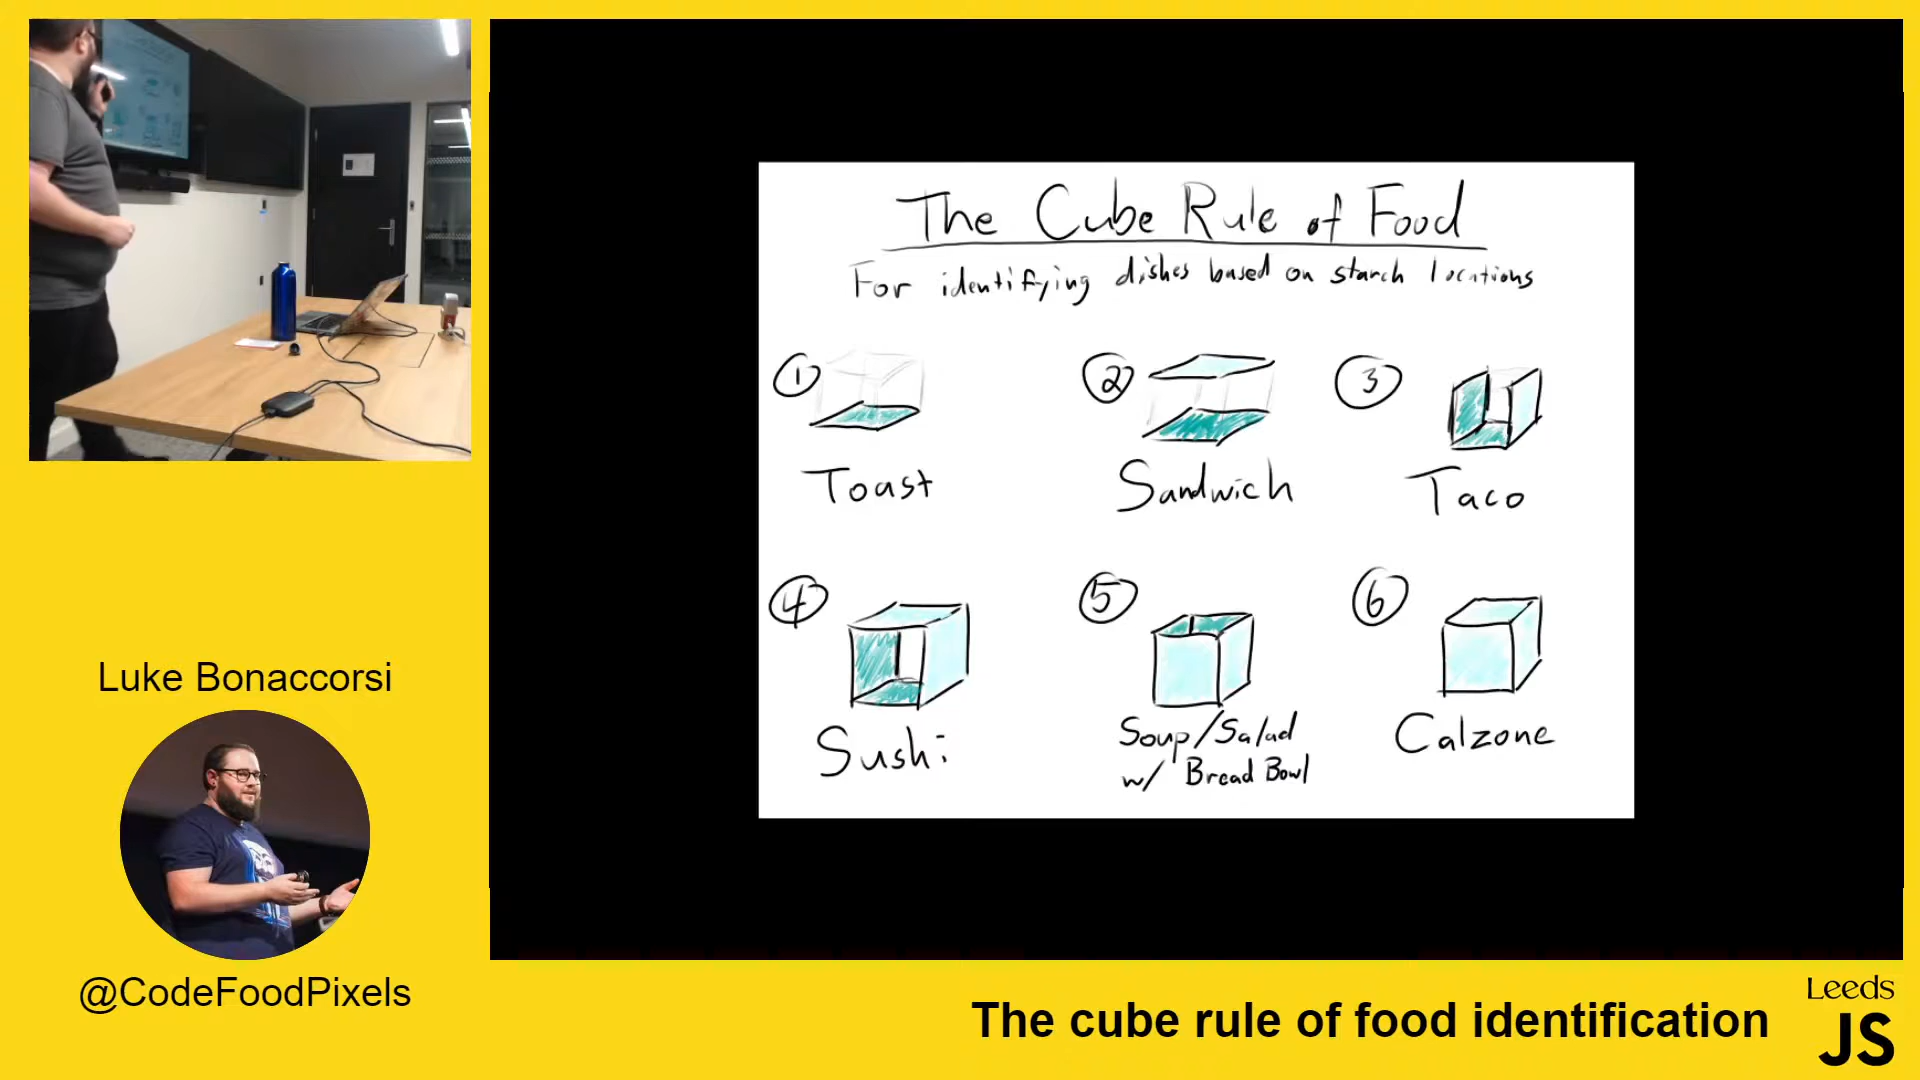 The Cube Rule of Food
For identifying dishes based on starch locations
1
Toast
2
Sandwich
3
Taco
4
Sushi
5
Soup/Salad
w/ Bread Bowl
6
Calzone
Luke Bonaccorsi
@CodeFoodPixels
The cube rule of food identification
Leeds
JS